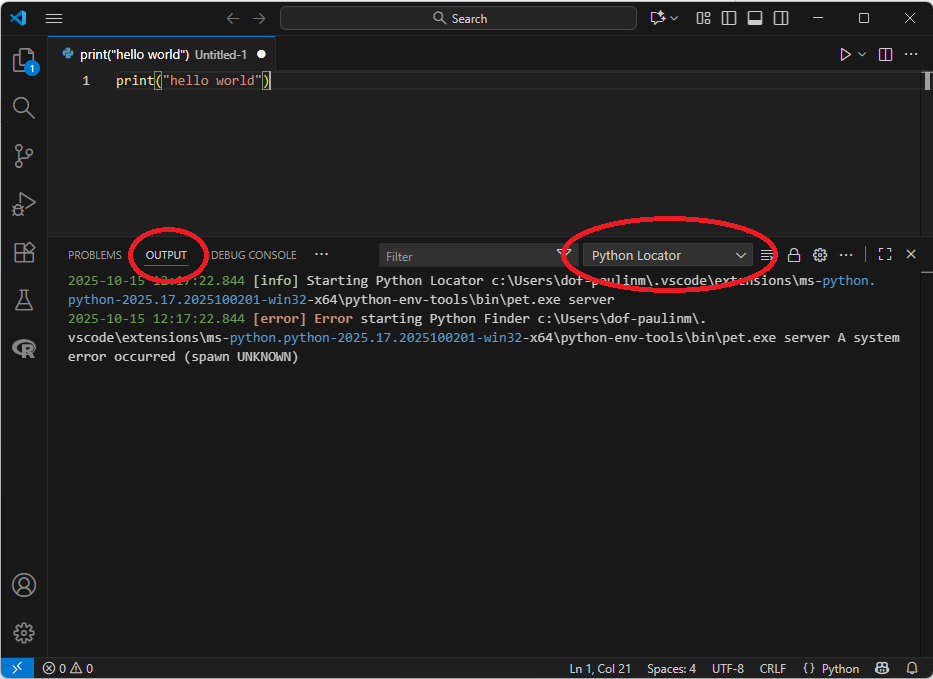 Search
print("hello world") Untitled-1
1
1 print("hello world")
PROBLEMS OUTPUT DEBUG CONSOLE ... Filter Python Locator
2025-10-15 12:17:22.844 [info] Starting Python Locator c:\Users\dof-paulinm\.vscode\extensions\ms-python.
python-2025.17.2025100201-win32-x64\python-env-tools\bin\pet.exe server
2025-10-15 12:17:22.844 [error] Error starting Python Finder c:\Users\dof-paulinm\.
vscode\extensions\ms-python.python-2025.17.2025100201-win32-x64\python-env-tools\bin\pet.exe server A system
error occurred (spawn UNKNOWN)
0 0 Ln 1, Col 21 Spaces: 4 UTF-8 CRLF {} Python